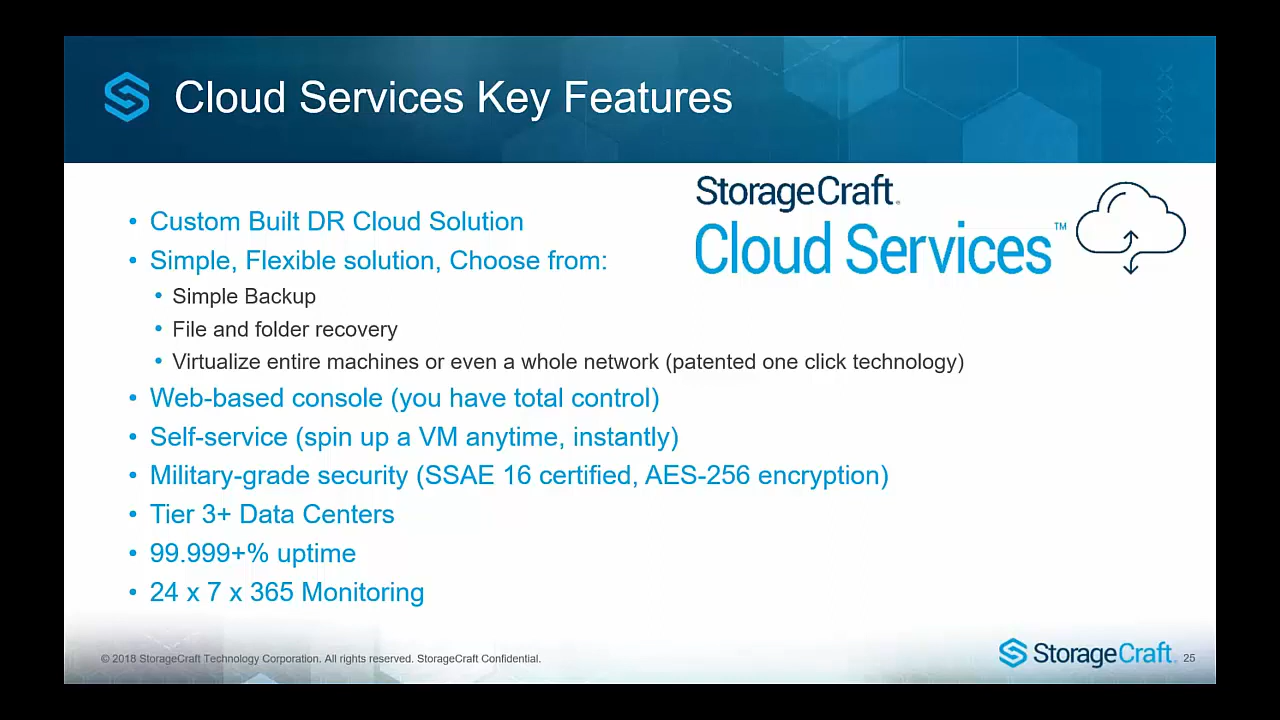 Cloud Services Key Features
StorageCraft.
Cloud Services™
• Custom Built DR Cloud Solution
• Simple, Flexible solution, Choose from:
• Simple Backup
• File and folder recovery
• Virtualize entire machines or even a whole network (patented one click technology)
• Web-based console (you have total control)
• Self-service (spin up a VM anytime, instantly)
• Military-grade security (SSAE 16 certified, AES-256 encryption)
• Tier 3+ Data Centers
• 99.999+% uptime
• 24 x 7 x 365 Monitoring
© 2018 StorageCraft Technology Corporation. All rights reserved. StorageCraft Confidential.
StorageCraft 25